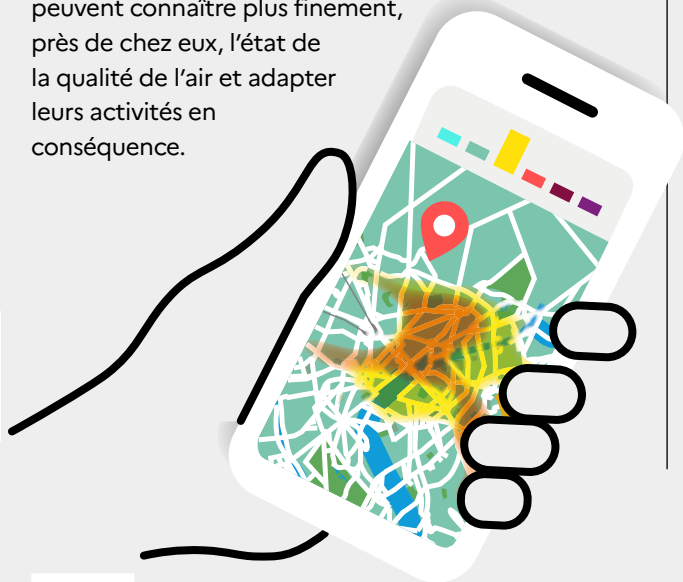 peuvent connaître plus finement,
près de chez eux, l’état de
la qualité de l’air et adapter
leurs activités en
conséquence.